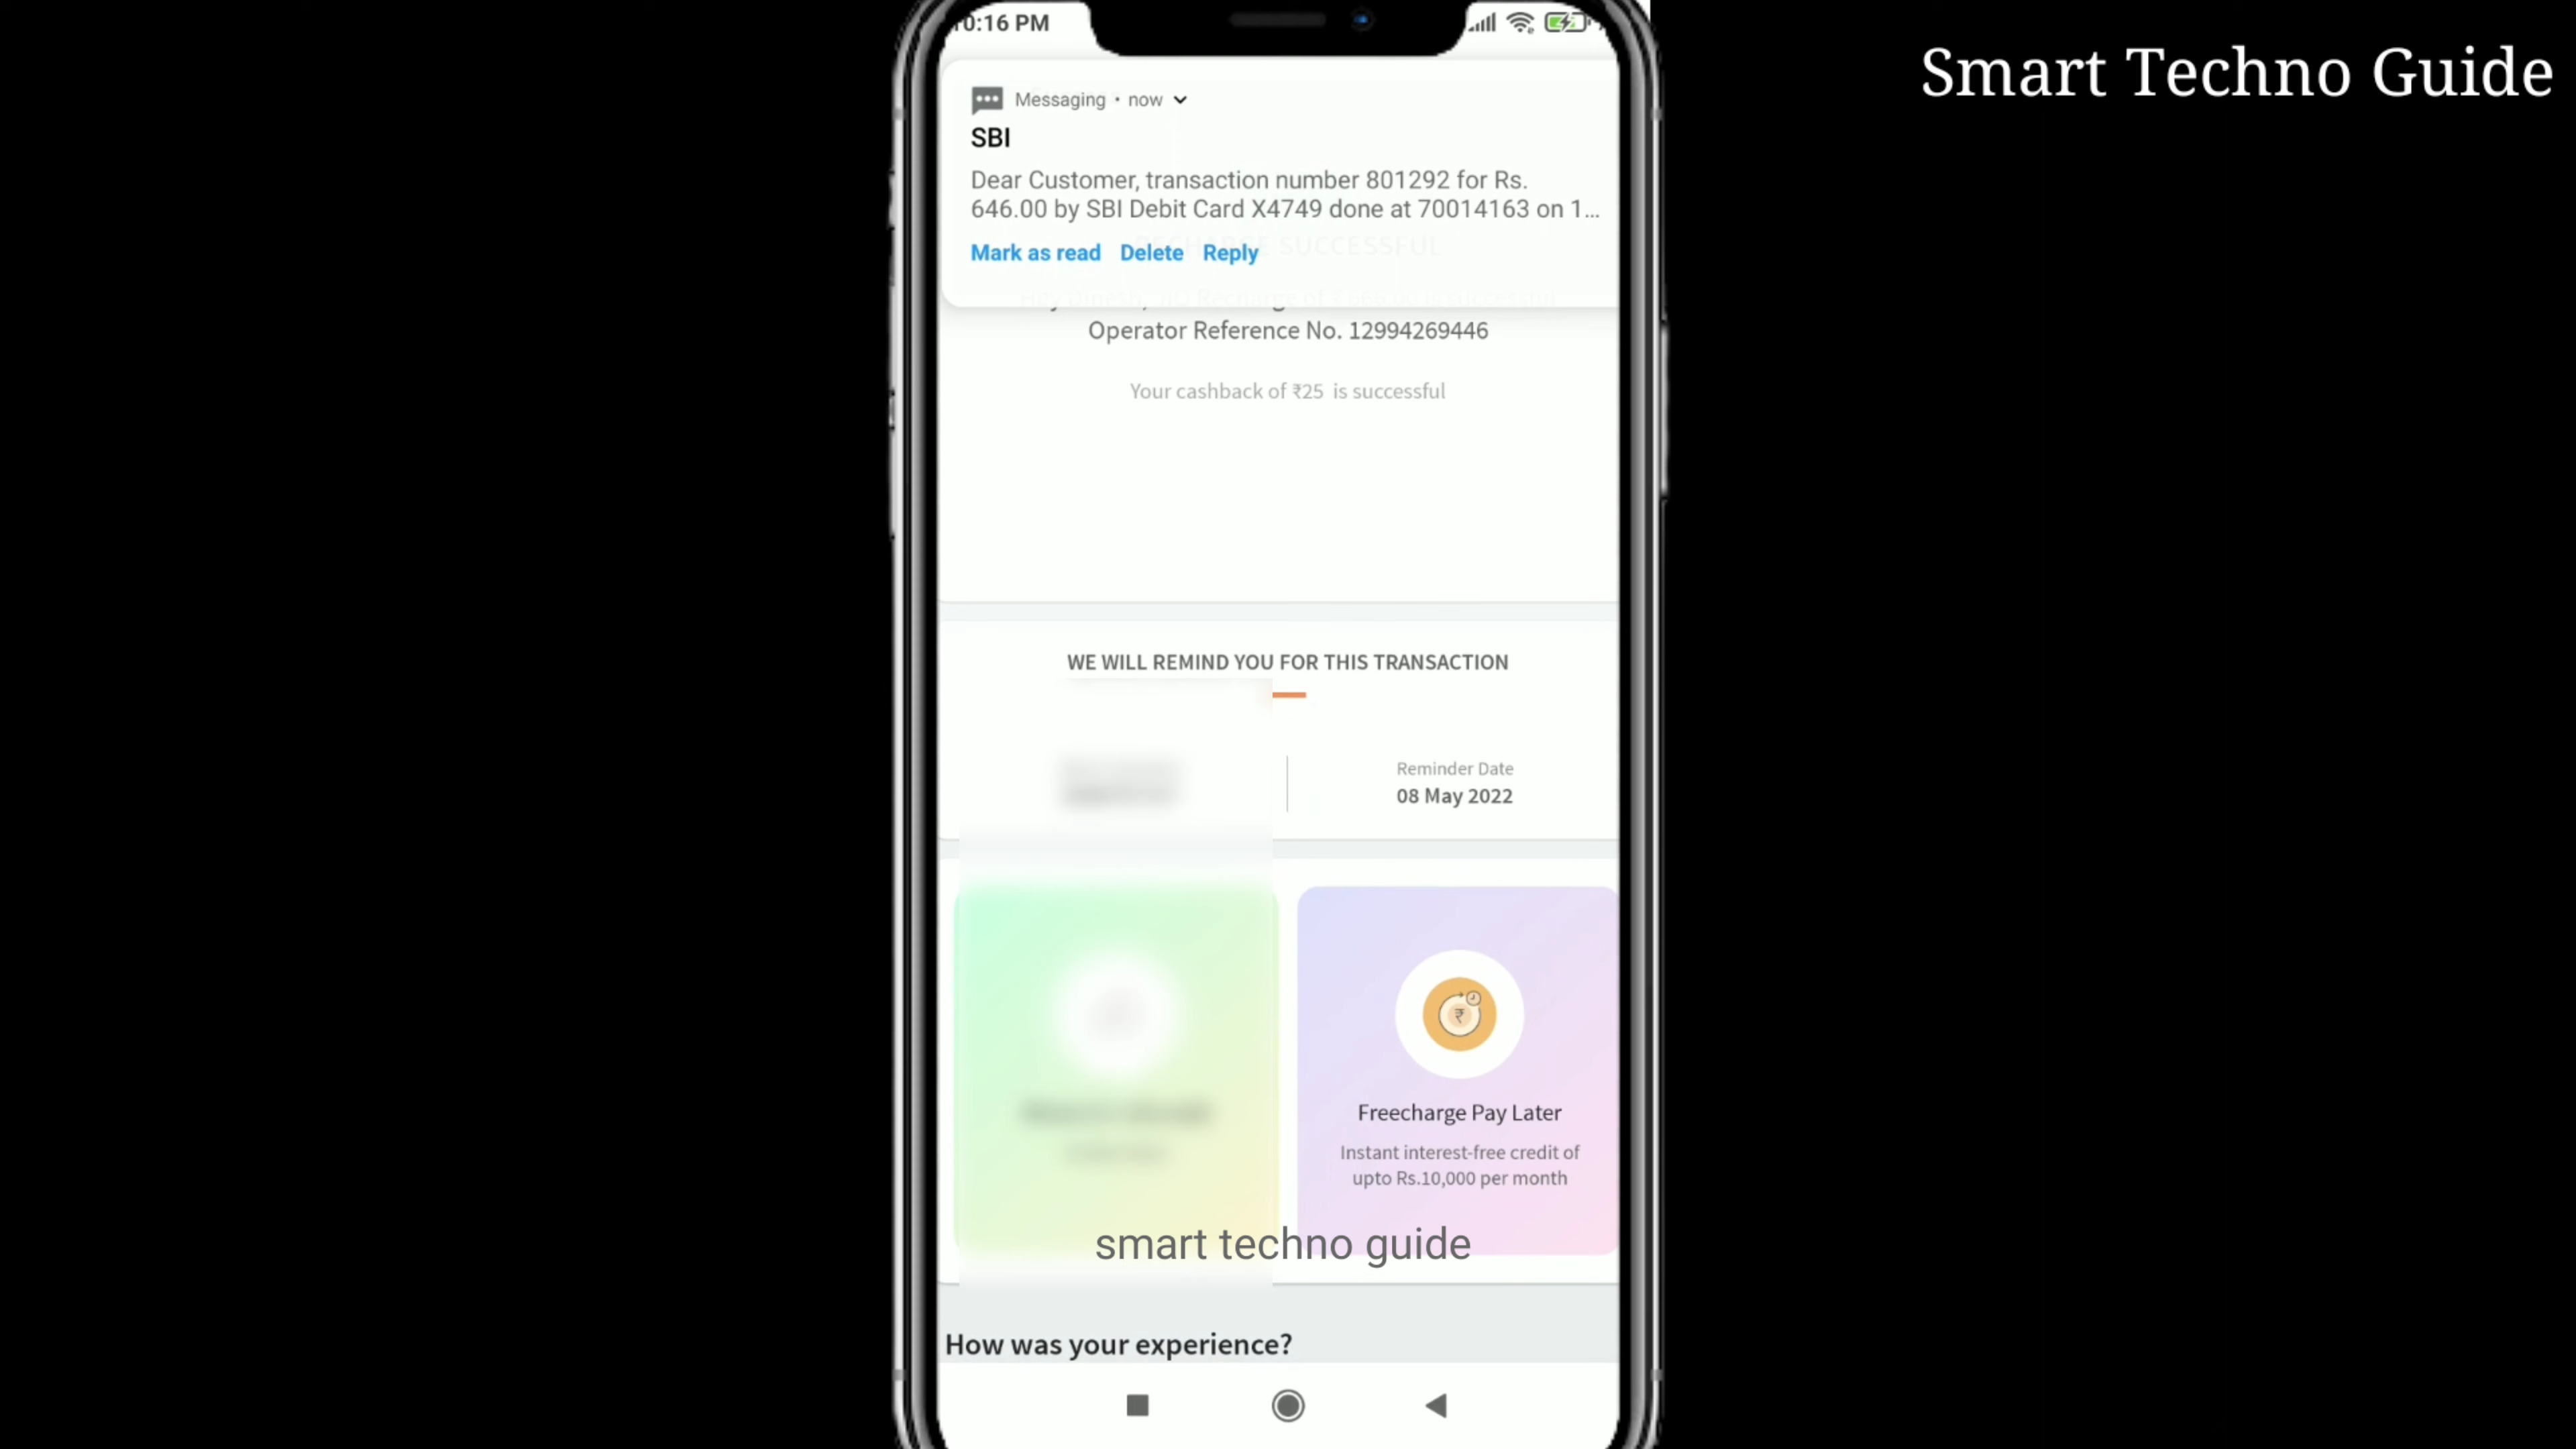 Smart Techno Guide
0:16 PM
Messaging • now
SBI
Dear Customer, transaction number 801292 for Rs.
646.00 by SBI Debit Card X4749 done at 70014163 on 1...
SUCCESSFUL
Mark as read Delete Reply
Operator Reference No. 12994269446
Your cashback of ₹25 is successful
WE WILL REMIND YOU FOR THIS TRANSACTION
Reminder Date
08 May 2022
Freecharge Pay Later
Instant interest-free credit of
upto Rs.10,000 per month
smart techno guide
How was your experience?